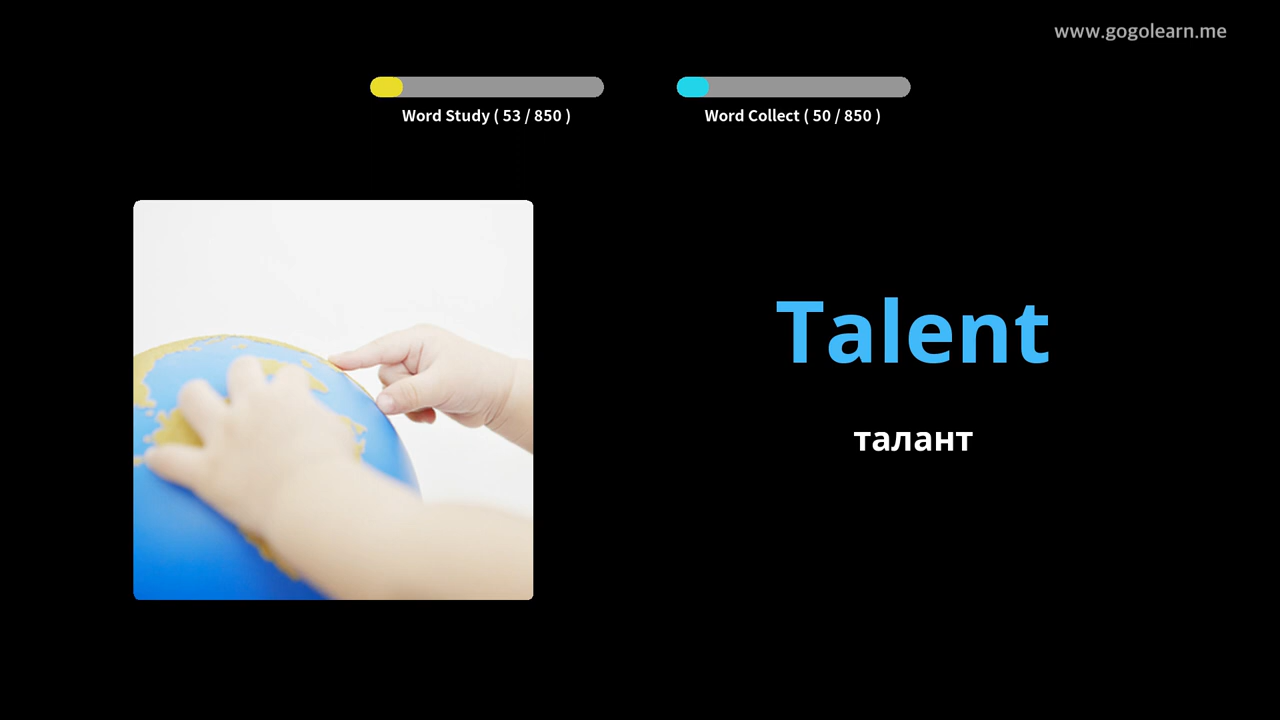 www.gogolearn.me
Word Study ( 53 / 850 )
Word Collect ( 50 / 850 )
Talent
талант